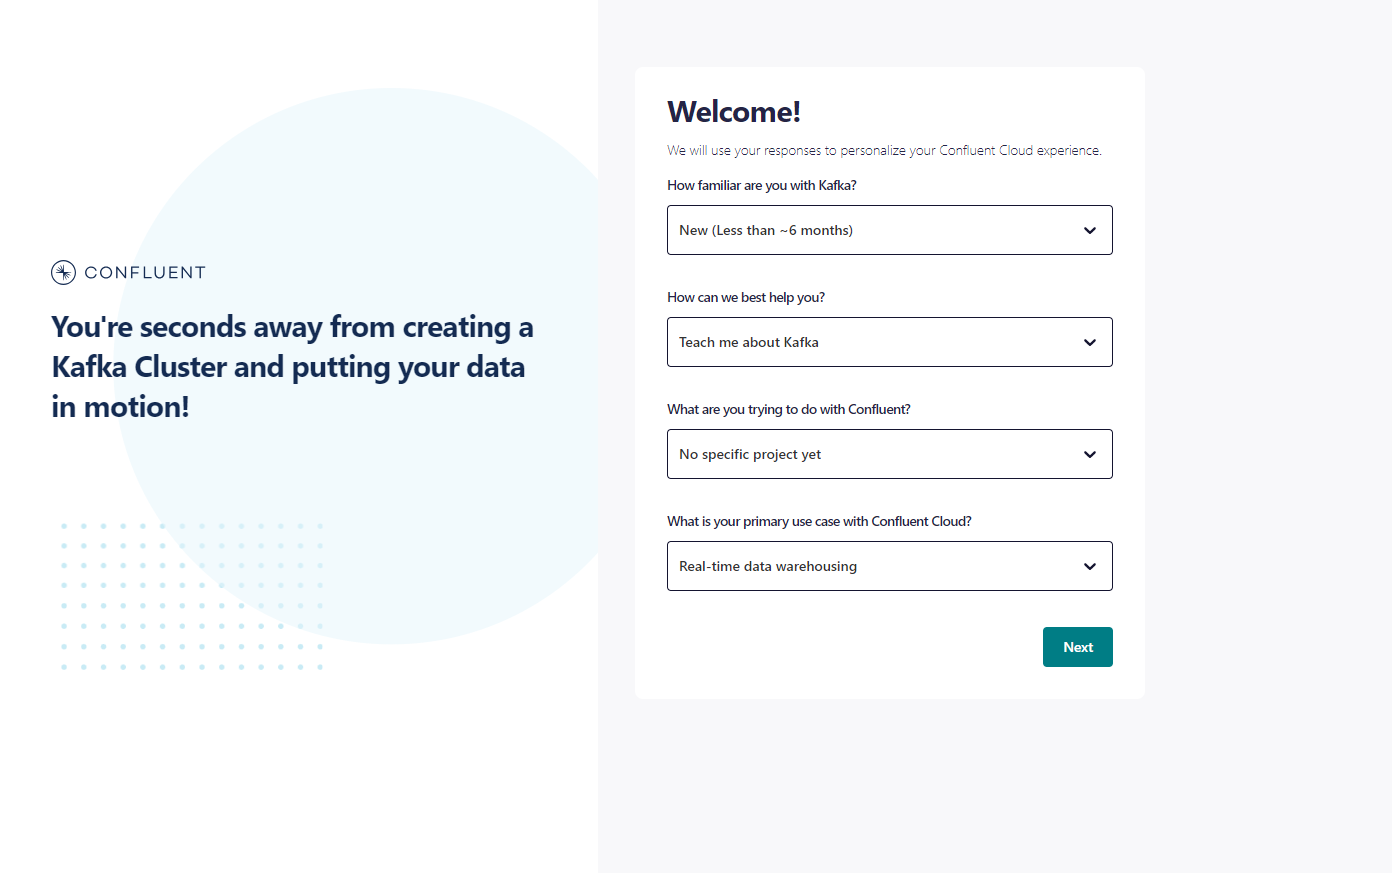 CONFLUENT
You're seconds away from creating a
Kafka Cluster and putting your data
in motion!
Welcome!
We will use your responses to personalize your Confluent Cloud experience.
How familiar are you with Kafka?
New (Less than ~6 months)
How can we best help you?
Teach me about Kafka
What are you trying to do with Confluent?
No specific project yet
What is your primary use case with Confluent Cloud?
Real-time data warehousing
Next